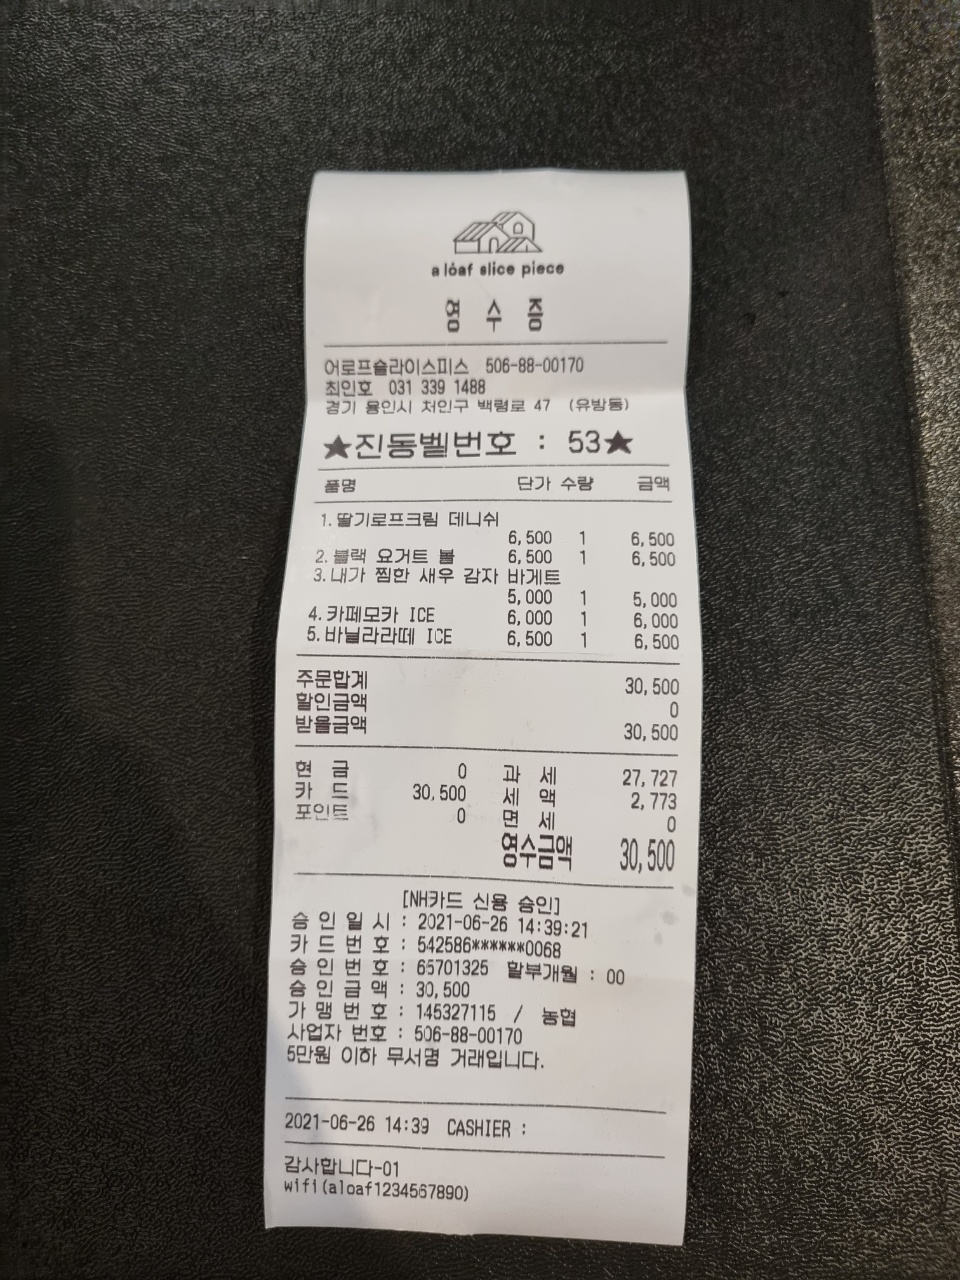 a loaf slice piece
영 수 증
어로프슬라이스피스 506-88-00170
최인호 031 339 1488
경기 용인시 처인구 백령로 47 (유방동)
★진동벨번호 : 53★
품명 단가 수량 금액
1. 딸기로프크림 데니쉬
6,500 1 6,500
2. 블랙 요거트 볼 6,500 1 6,500
3. 내가 찜한 새우 감자 바게트
5,000 1 5,000
4. 카페모카 ICE 6,000 1 6,000
5. 바닐라라떼 ICE 6,500 1 6,500
주문합계 30,500
할인금액 0
받을금액 30,500
현 금 0 과 세 27,727
카 드 30,500 세 액 2,773
포인트 0 면 세 0
영수금액 30,500
[NH카드 신용 승인]
승 인 일 시 : 2021-06-26 14:39:21
카 드 번 호 : 542586******0068
승 인 번 호 : 65701325 할부개월 : 00
승 인 금 액 : 30,500
가 맹 번 호 : 145327115 / 농협
사업자 번호 : 506-88-00170
5만원 이하 무서명 거래입니다.
2021-06-26 14:39 CASHIER :
감사합니다-01
wifi(aloaf1234567890)